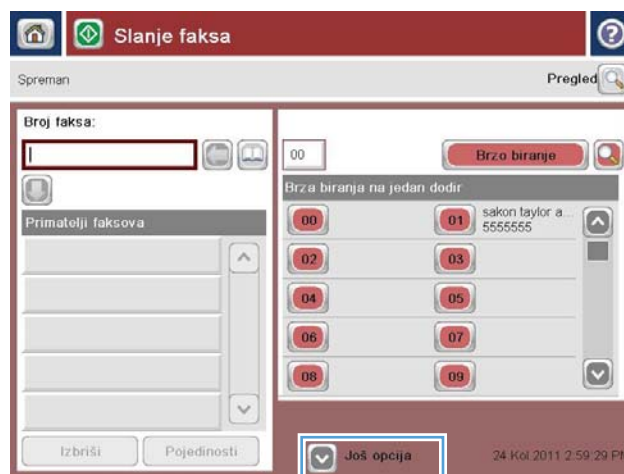 Slanje faksa
Spreman
Pregled
Broj faksa:
Primatelji faksova
Izbriši
Pojedinosti
00
Brzo biranje
Brza biranja na jedan dodir
00
01
sakon taylor a...
5555555
02
03
04
05
06
07
08
09
Još opcija
24 Kol 2011 2:59:29 PM